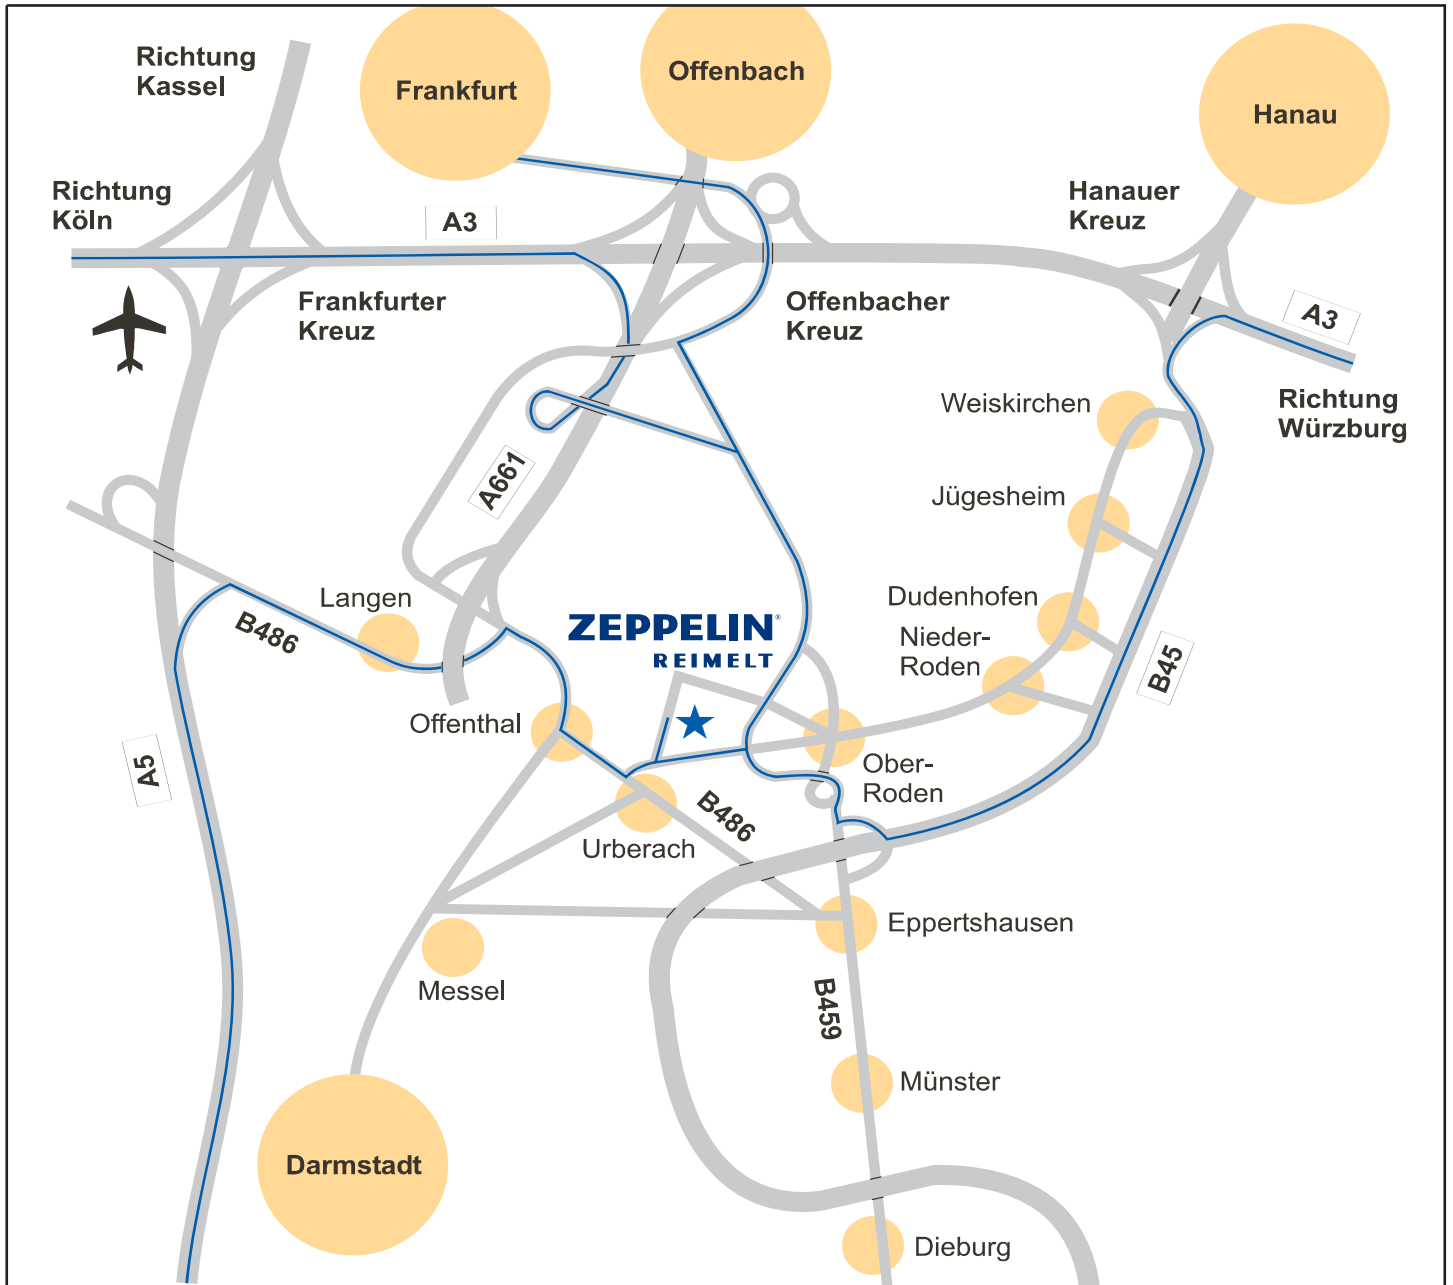 Richtung
Kassel
Frankfurt
Offenbach
Hanau
Richtung
Köln
A3
Hanauer
Kreuz
Frankfurter
Kreuz
Offenbacher
Kreuz
A3
Richtung
Würzburg
Weiskirchen
A661
Jügesheim
Langen
B486
Dudenhofen
ZEPPELIN®
REIMELT
Nieder-
Roden
B45
Offenthal
A5
Ober-
Roden
B486
Urberach
Eppertshausen
Messel
B459
Münster
Darmstadt
Dieburg